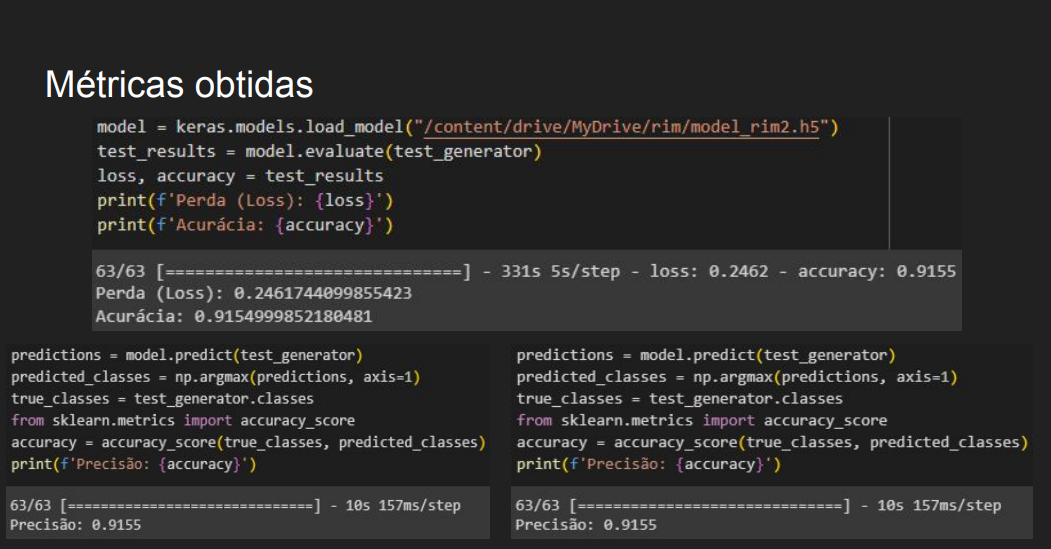 Métricas obtidas
model = keras.models.load_model("/content/drive/MyDrive/rim/model_rim2.h5")
test_results = model.evaluate(test_generator)
loss, accuracy = test_results
print(f'Perda (Loss): {loss}')
print(f'Acurácia: {accuracy}')
63/63 [==============================] - 331s 5s/step - loss: 0.2462 - accuracy: 0.9155
Perda (Loss): 0.2461744099855423
Acurácia: 0.9154999852180481
predictions = model.predict(test_generator)
predicted_classes = np.argmax(predictions, axis=1)
true_classes = test_generator.classes
from sklearn.metrics import accuracy_score
accuracy = accuracy_score(true_classes, predicted_classes)
print(f'Precisão: {accuracy}')
63/63 [==============================] - 10s 157ms/step
Precisão: 0.9155
predictions = model.predict(test_generator)
predicted_classes = np.argmax(predictions, axis=1)
true_classes = test_generator.classes
from sklearn.metrics import accuracy_score
accuracy = accuracy_score(true_classes, predicted_classes)
print(f'Precisão: {accuracy}')
63/63 [==============================] - 10s 157ms/step
Precisão: 0.9155